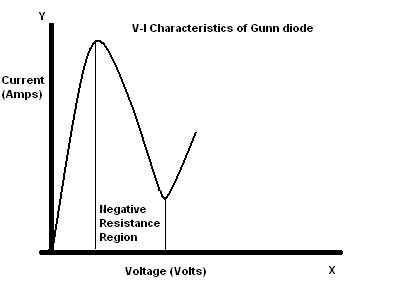 Y
V-I Characteristics of Gunn diode
Current
(Amps)
Negative
Resistance
Region
Voltage (Volts)
X